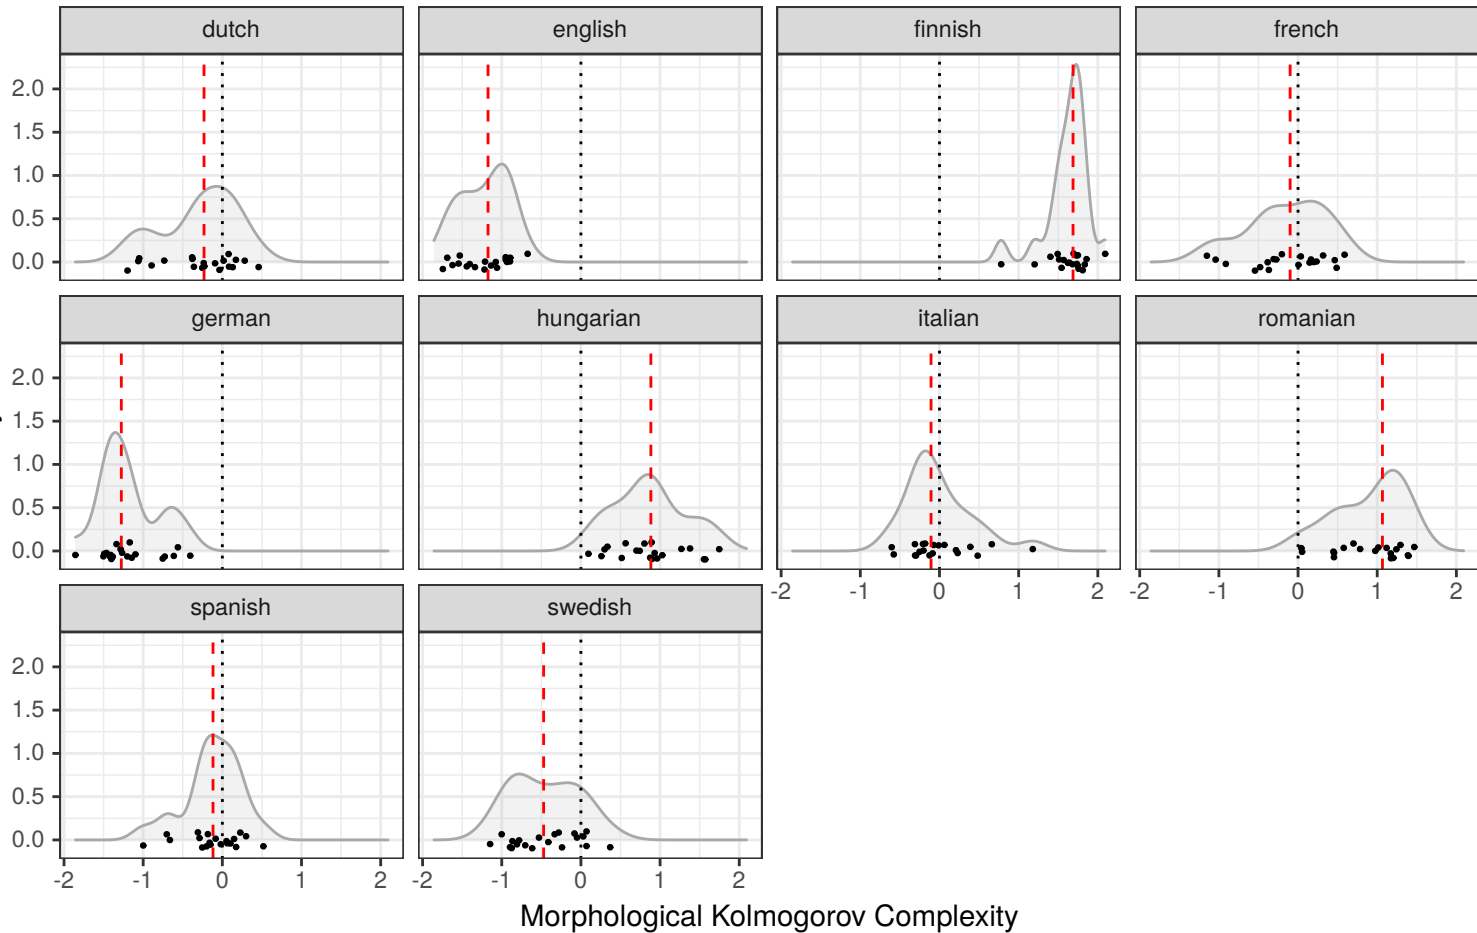 dutch english finnish french
2.0
1.5
1.0
0.5
0.0
german hungarian italian romanian
2.0
1.5
1.0
0.5
0.0
-2 -1 0 1 2 -2 -1 0 1 2
spanish swedish
2.0
1.5
1.0
0.5
0.0
-2 -1 0 1 2 -2 -1 0 1 2
Morphological Kolmogorov Complexity